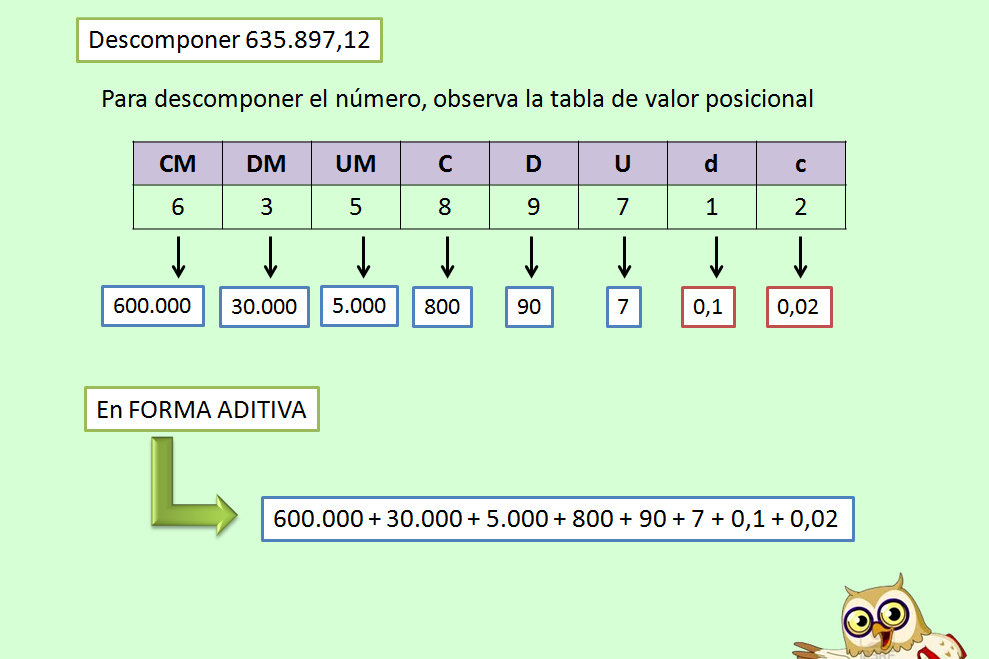 Descomponer 635.897,12
Para descomponer el número, observa la tabla de valor posicional
CM DM UM C D U d c
6 3 5 8 9 7 1 2
600.000 30.000 5.000 800 90 7 0,1 0,02
En FORMA ADITIVA
600.000 + 30.000 + 5.000 + 800 + 90 + 7 + 0,1 + 0,02